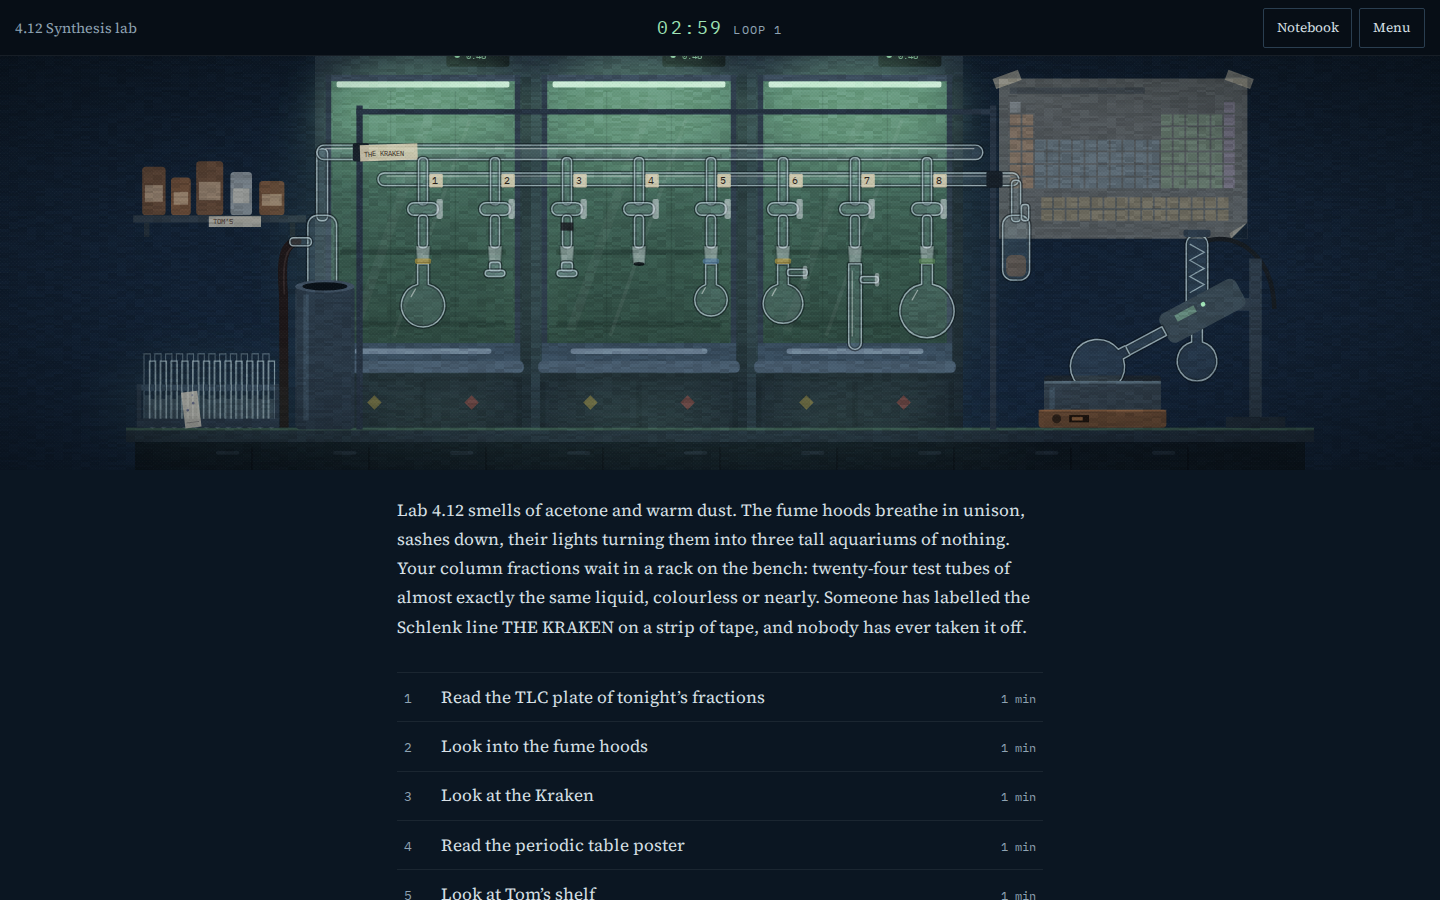 4.12 Synthesis lab
02:59 LOOP 1
Notebook
Menu
THE KRAKEN
1 2 3 4 5 6 7 8
TOM'S
Lab 4.12 smells of acetone and warm dust. The fume hoods breathe in unison,
sashes down, their lights turning them into three tall aquariums of nothing.
Your column fractions wait in a rack on the bench: twenty-four test tubes of
almost exactly the same liquid, colourless or nearly. Someone has labelled the
Schlenk line THE KRAKEN on a strip of tape, and nobody has ever taken it off.
1 Read the TLC plate of tonight’s fractions 1 min
2 Look into the fume hoods 1 min
3 Look at the Kraken 1 min
4 Read the periodic table poster 1 min
5 Look at Tom’s shelf 1 min